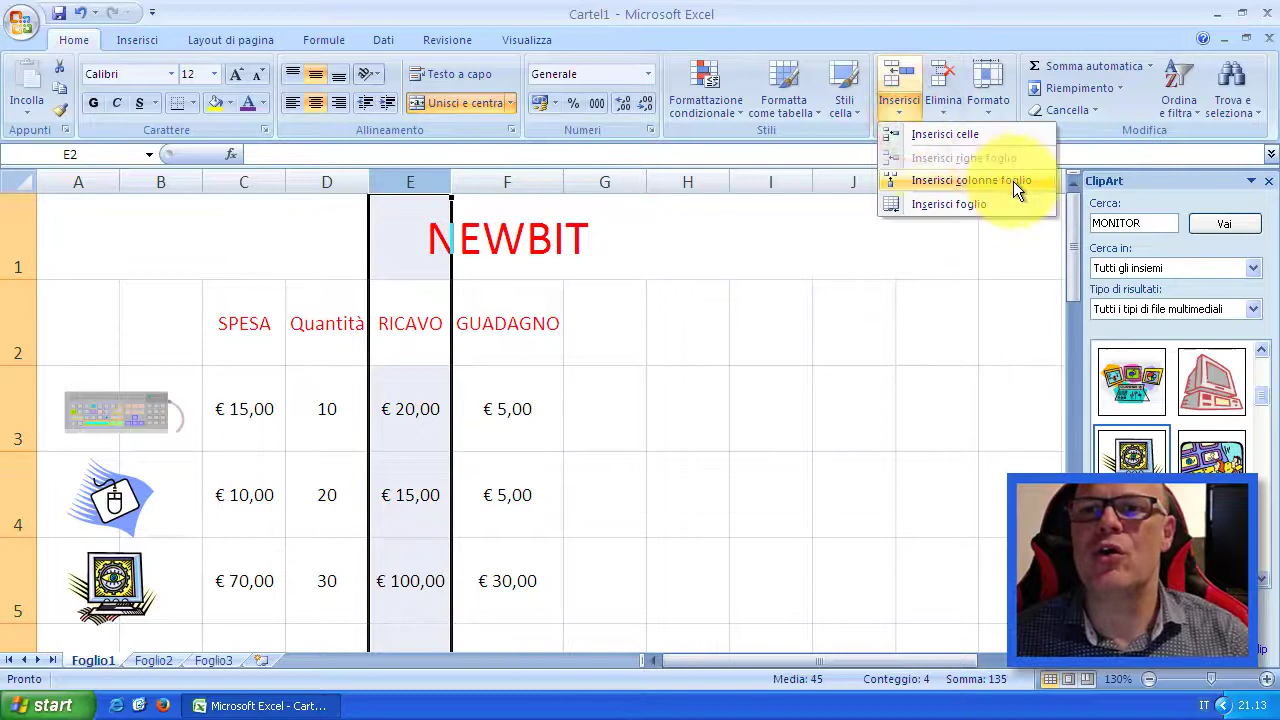 Cartel1 - Microsoft Excel
Home Inserisci Layout di pagina Formule Dati Revisione Visualizza
Incolla
Appunti
Calibri 12
G C S
Carattere
Testo a capo
Unisci e centra
Allineamento
Generale
% 000
Numeri
Formattazione condizionale
Formatta come tabella
Stili cella
Stili
Inserisci Elimina Formato
Σ Somma automatica
Riempimento
Cancella
Ordina e filtra
Trova e seleziona
Modifica
Inserisci celle
Inserisci righe foglio
Inserisci colonne foglio
Inserisci foglio
E2 fx
A B C D E F G H I J
1 NEWBIT
2 SPESA Quantità RICAVO GUADAGNO
3 € 15,00 10 € 20,00 € 5,00
4 € 10,00 20 € 15,00 € 5,00
5 € 70,00 30 € 100,00 € 30,00
ClipArt
Cerca:
MONITOR Vai
Cerca in:
Tutti gli insiemi
Tipo di risultati:
Tutti i tipi di file multimediali
Foglio1 Foglio2 Foglio3
Pronto Media: 45 Conteggio: 4 Somma: 135 130%
start Microsoft Excel - Cart... IT 21.13